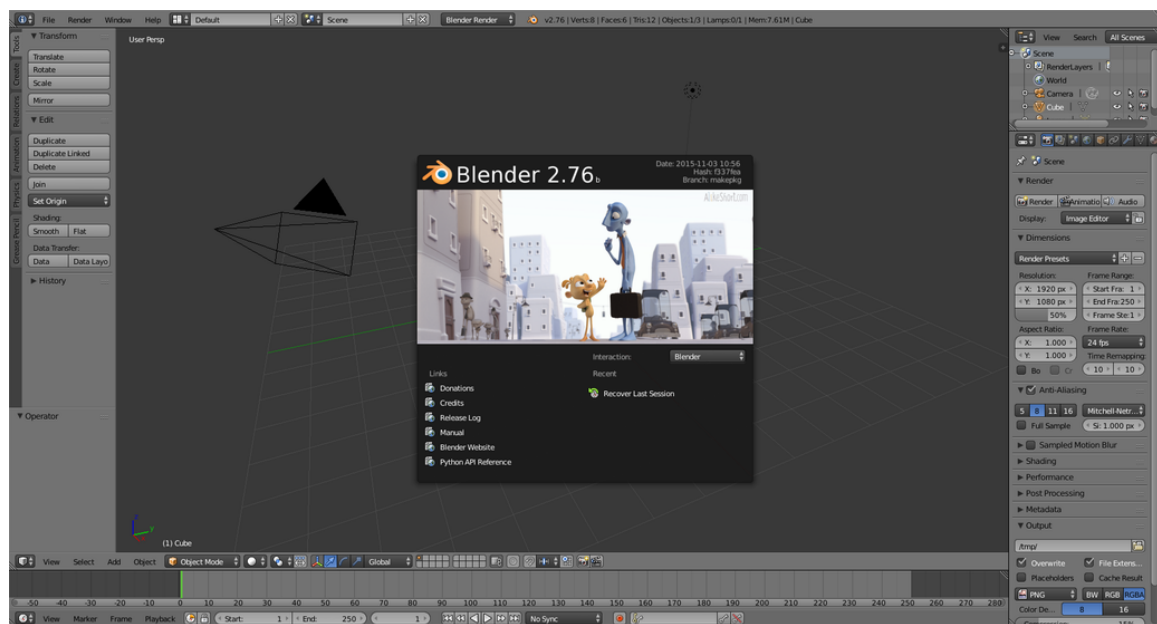 File Render Window Help Default Scene Blender Render v2.76 | Verts:8 | Faces:6 | Tris:12 | Objects:1/3 | Lamps:0/1 | Mem:7.61M | Cube
Tools
Create
Relations
Animation
Physics
Grease Pencil
Transform
Translate
Rotate
Scale
Mirror
Edit
Duplicate
Duplicate Linked
Delete
Join
Set Origin
Shading:
Smooth Flat
Data Transfer:
Data Data Layo
History
Operator
User Persp
Blender 2.76b
Date: 2015-11-03 10:56
Hash: f337fea
Branch: makepkg
Interaction: Blender
Links
Donations
Credits
Release Log
Manual
Blender Website
Python API Reference
Recent
Recover Last Session
(1) Cube
View Search All Scenes
Scene
RenderLayers |
World
Camera |
Cube |
Scene
Render
Render Animatio Audio
Display: Image Editor
Dimensions
Render Presets
Resolution: Frame Range:
X: 1920 px Start Fra: 1
Y: 1080 px End Fra:250
50% Frame Ste:1
Aspect Ratio: Frame Rate:
X: 1.000 24 fps
Y: 1.000 Time Remapping:
Bo Cr 10 10
Anti-Aliasing
5 8 11 16 Mitchell-Netr...
Full Sample Si: 1.000 px
Sampled Motion Blur
Shading
Performance
Post Processing
Metadata
Output
/tmp/
Overwrite File Extens...
Placeholders Cache Result
PNG BW RGB RGBA
Color De... 8 16
View Select Add Object Object Mode Global
-50 -40 -30 -20 -10 0 10 20 30 40 50 60 70 80 90 100 110 120 130 140 150 160 170 180 190 200 210 220 230 240 250 260 270 280
View Marker Frame Playback Start: 1 End: 250 1 No Sync